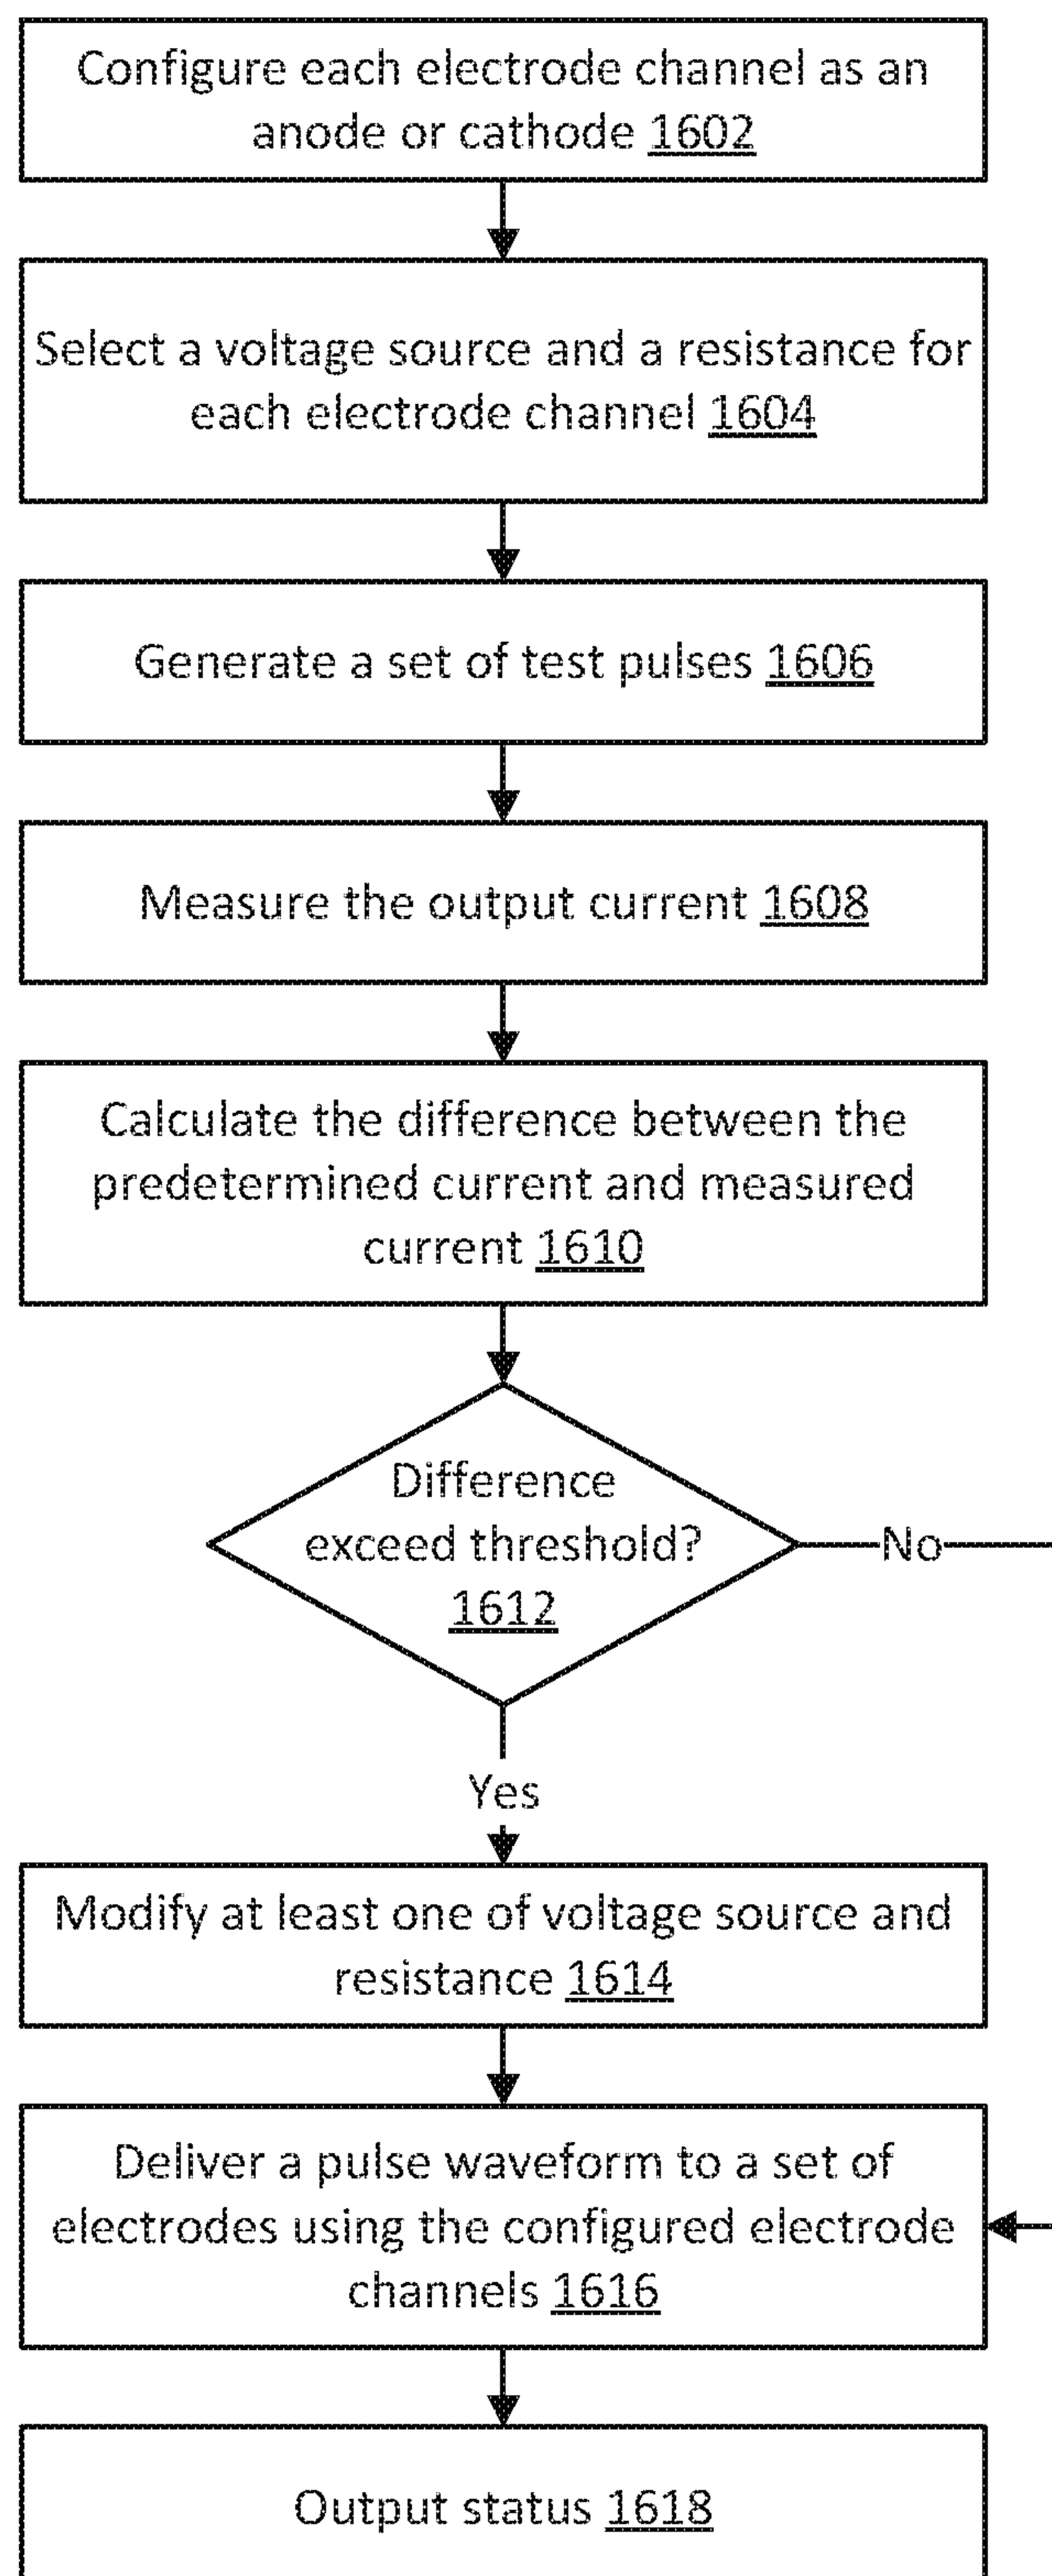 Configure each electrode channel as an
anode or cathode 1602
Select a voltage source and a resistance for
each electrode channel 1604
Generate a set of test pulses 1606
Measure the output current 1608
Calculate the difference between the
predetermined current and measured
current 1610
Difference
exceed threshold?
1612
No
Yes
Modify at least one of voltage source and
resistance 1614
Deliver a pulse waveform to a set of
electrodes using the configured electrode
channels 1616
Output status 1618